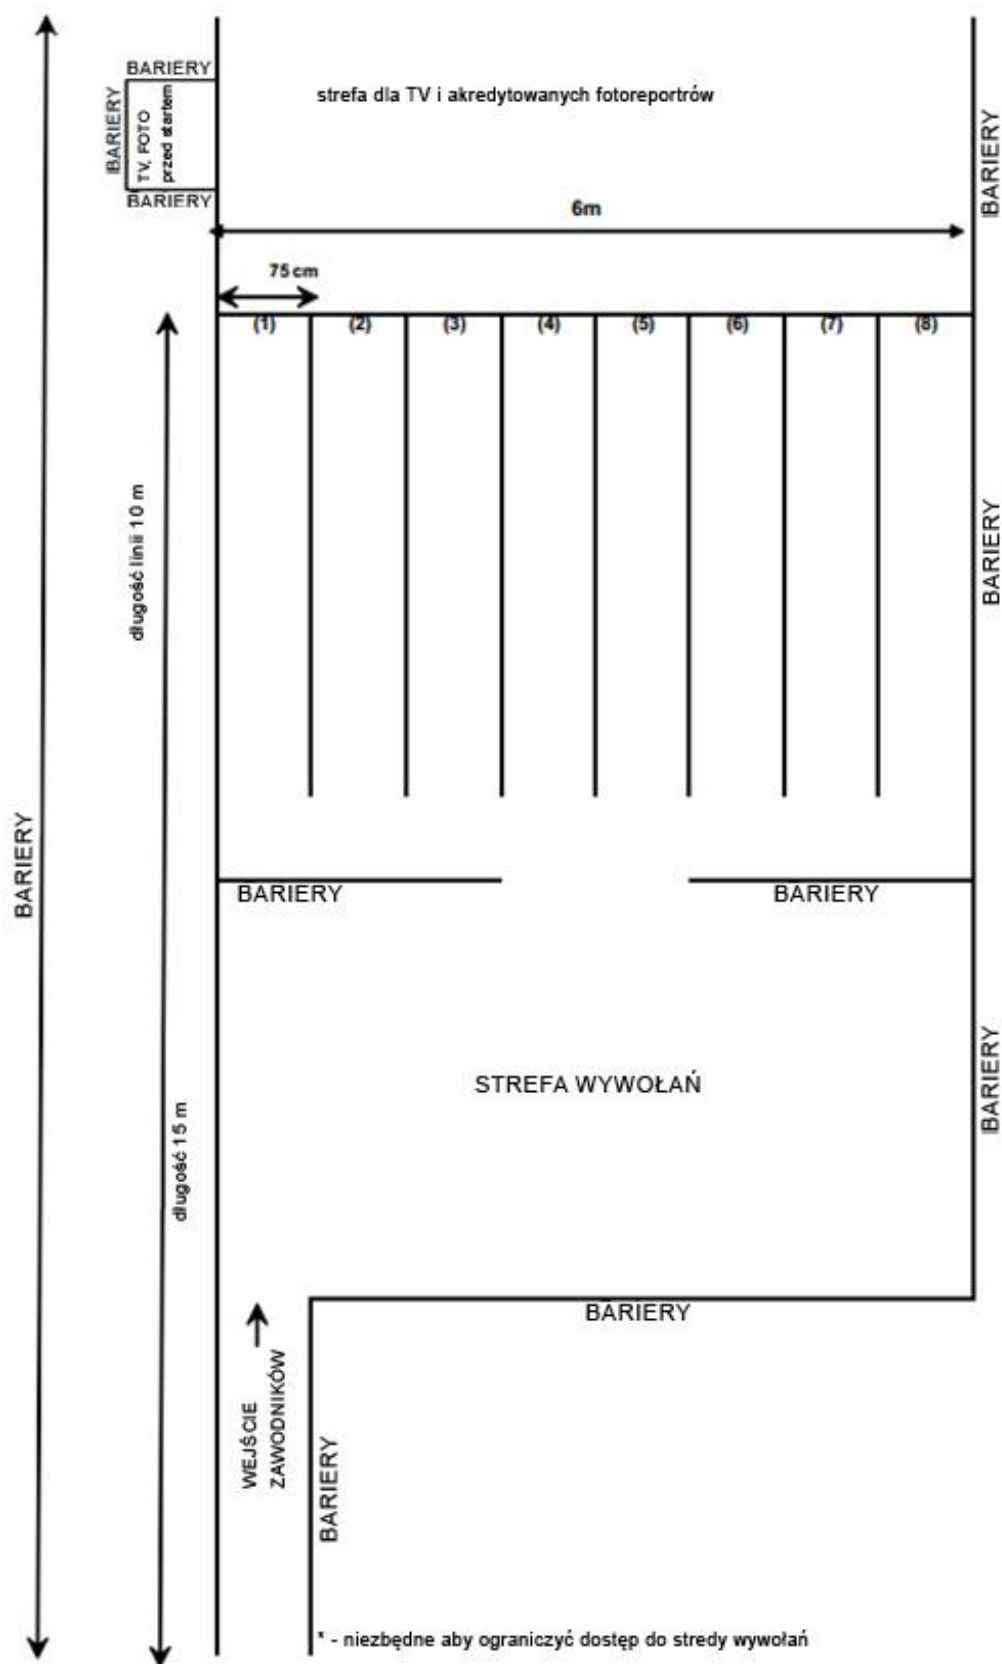 BARIERY
strefa dla TV i akredytowanych fotoreportrów
BARIERY
TV, FOTO
przed startem
BARIERY
BARIERY
6m
75 cm
(1) (2) (3) (4) (5) (6) (7) (8)
długość linii 10 m
BARIERY
BARIERY
BARIERY
BARIERY
STREFA WYWOŁAŃ
BARIERY
długość 15 m
BARIERY
WEJŚCIE
ZAWODNIKÓW
BARIERY
* - niezbędne aby ograniczyć dostęp do stredy wywołań